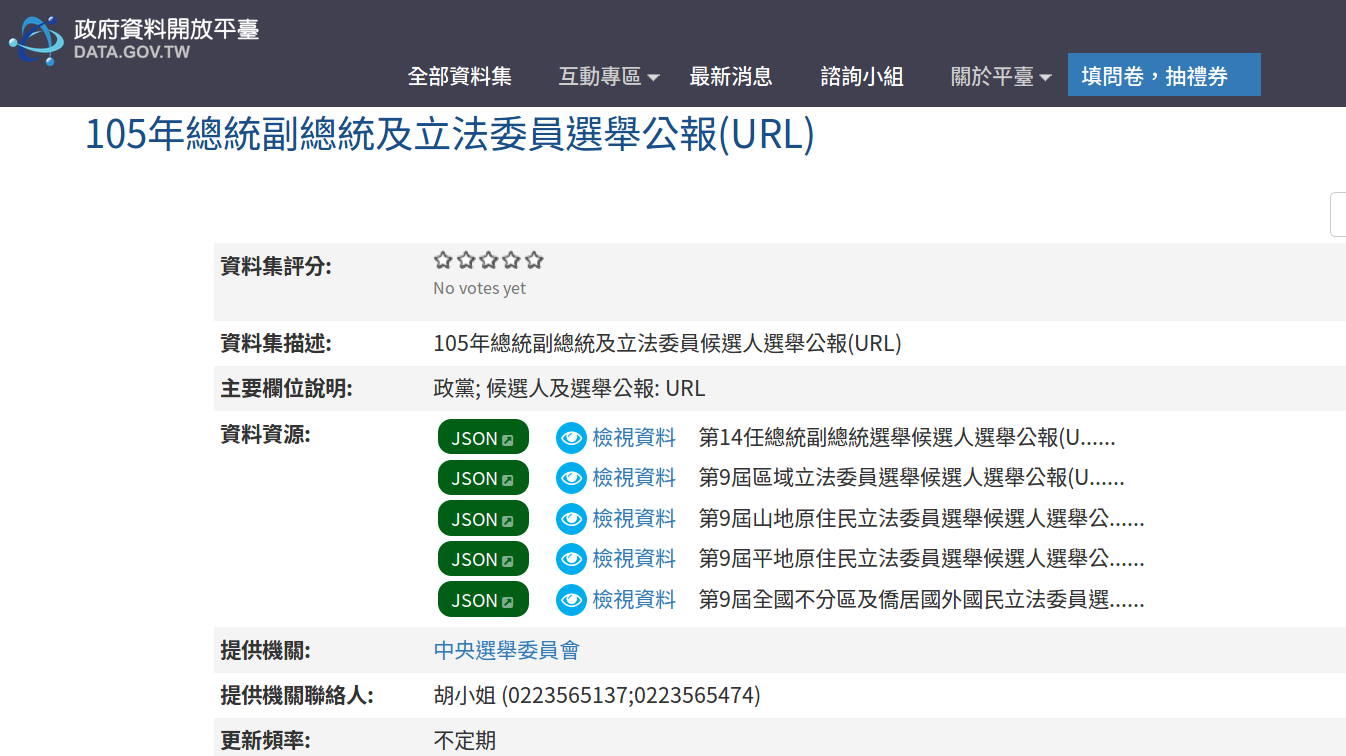 政府資料開放平臺
DATA.GOV.TW
全部資料集 互動專區 最新消息 諮詢小組 關於平臺 填問卷，抽禮券
105年總統副總統及立法委員選舉公報(URL)
資料集評分:
No votes yet
資料集描述: 105年總統副總統及立法委員候選人選舉公報(URL)
主要欄位說明: 政黨; 候選人及選舉公報: URL
資料資源: JSON 檢視資料 第14任總統副總統選舉候選人選舉公報(U......
JSON 檢視資料 第9屆區域立法委員選舉候選人選舉公報(U......
JSON 檢視資料 第9屆山地原住民立法委員選舉候選人選舉公......
JSON 檢視資料 第9屆平地原住民立法委員選舉候選人選舉公......
JSON 檢視資料 第9屆全國不分區及僑居國外國民立法委員選......
提供機關: 中央選舉委員會
提供機關聯絡人: 胡小姐 (0223565137;0223565474)
更新頻率: 不定期